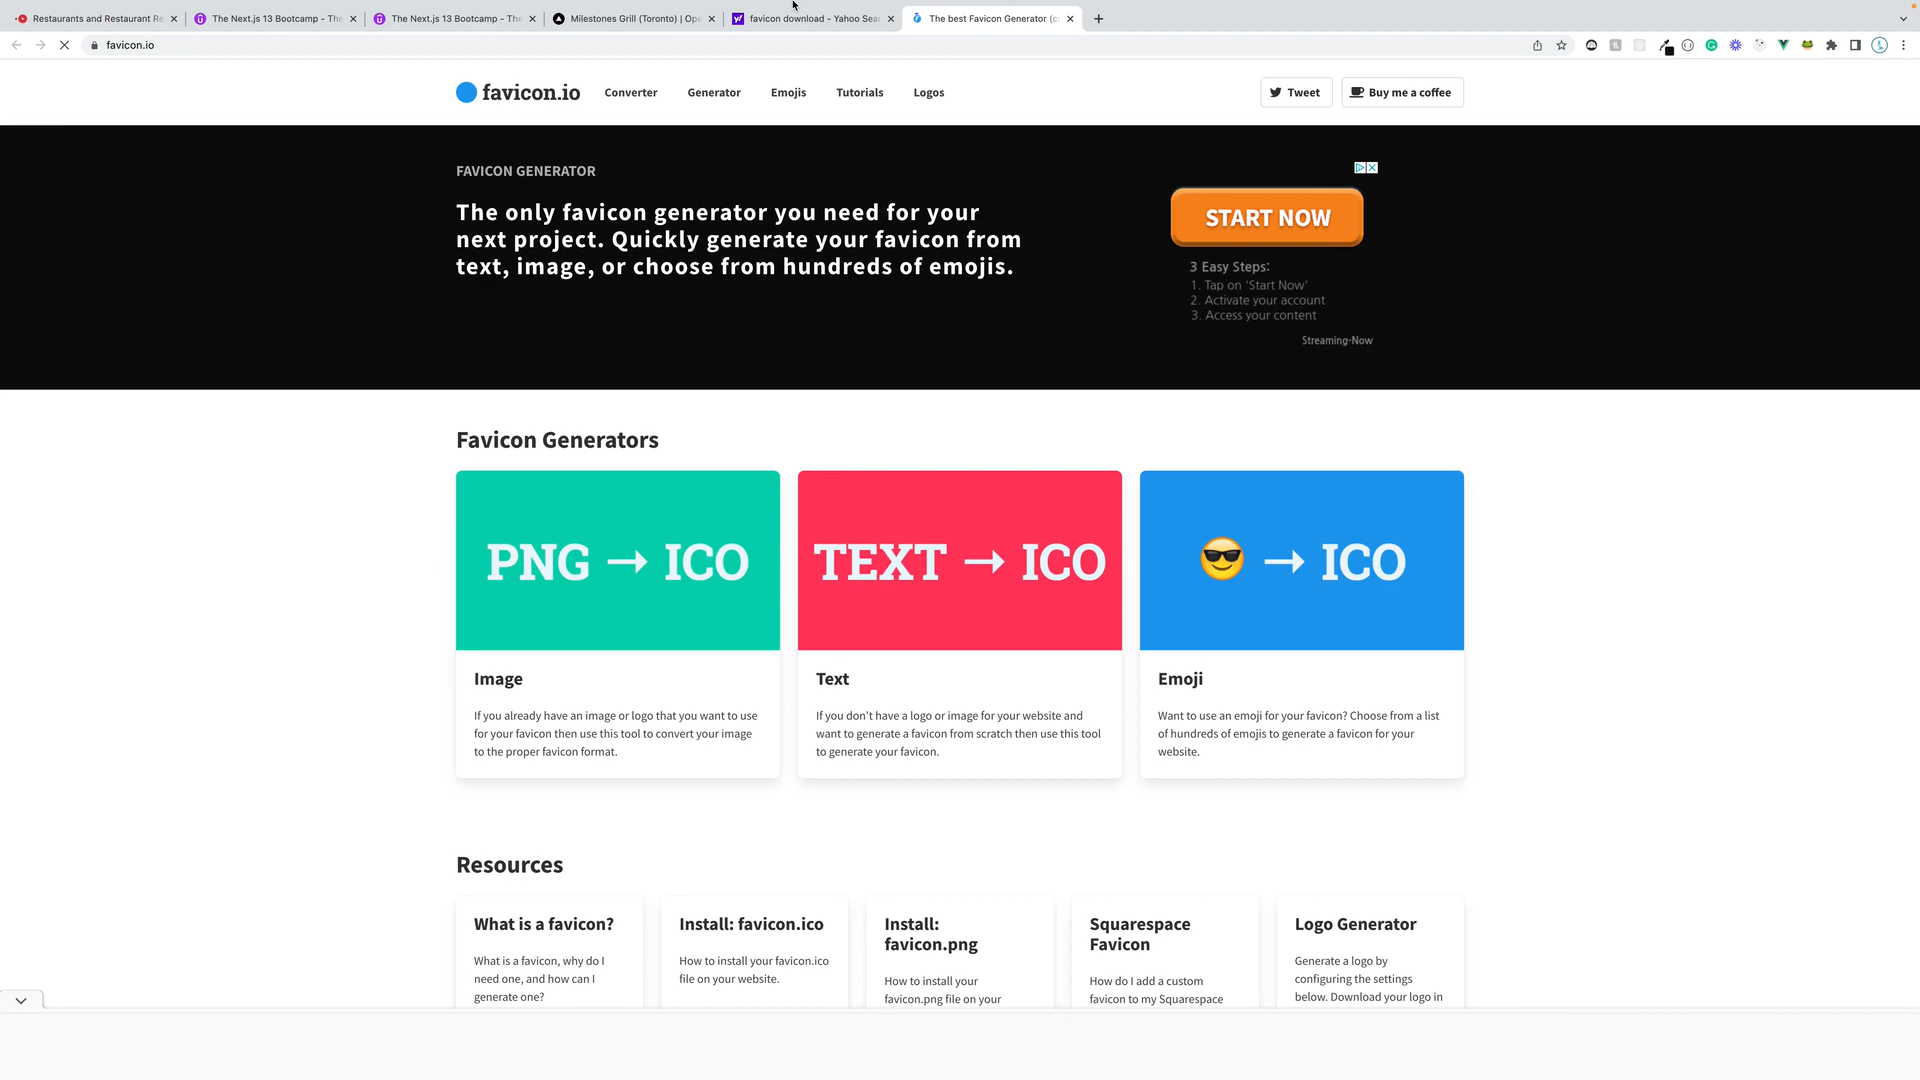 Restaurants and Restaurant Re
The Next.js 13 Bootcamp - The
The Next.js 13 Bootcamp - The
Milestones Grill (Toronto) | Ope
favicon download - Yahoo Sear
The best Favicon Generator (c
favicon.io
favicon.io
Converter
Generator
Emojis
Tutorials
Logos
Tweet
Buy me a coffee
FAVICON GENERATOR
The only favicon generator you need for your
next project. Quickly generate your favicon from
text, image, or choose from hundreds of emojis.
START NOW
3 Easy Steps:
1. Tap on 'Start Now'
2. Activate your account
3. Access your content
Streaming-Now
Favicon Generators
PNG → ICO
TEXT → ICO
😎 → ICO
Image
If you already have an image or logo that you want to use
for your favicon then use this tool to convert your image
to the proper favicon format.
Text
If you don't have a logo or image for your website and
want to generate a favicon from scratch then use this tool
to generate your favicon.
Emoji
Want to use an emoji for your favicon? Choose from a list
of hundreds of emojis to generate a favicon for your
website.
Resources
What is a favicon?
What is a favicon, why do I
need one, and how can I
generate one?
Install: favicon.ico
How to install your favicon.ico
file on your website.
Install:
favicon.png
How to install your
favicon.png file on your
Squarespace
Favicon
How do I add a custom
favicon to my Squarespace
Logo Generator
Generate a logo by
configuring the settings
below. Download your logo in